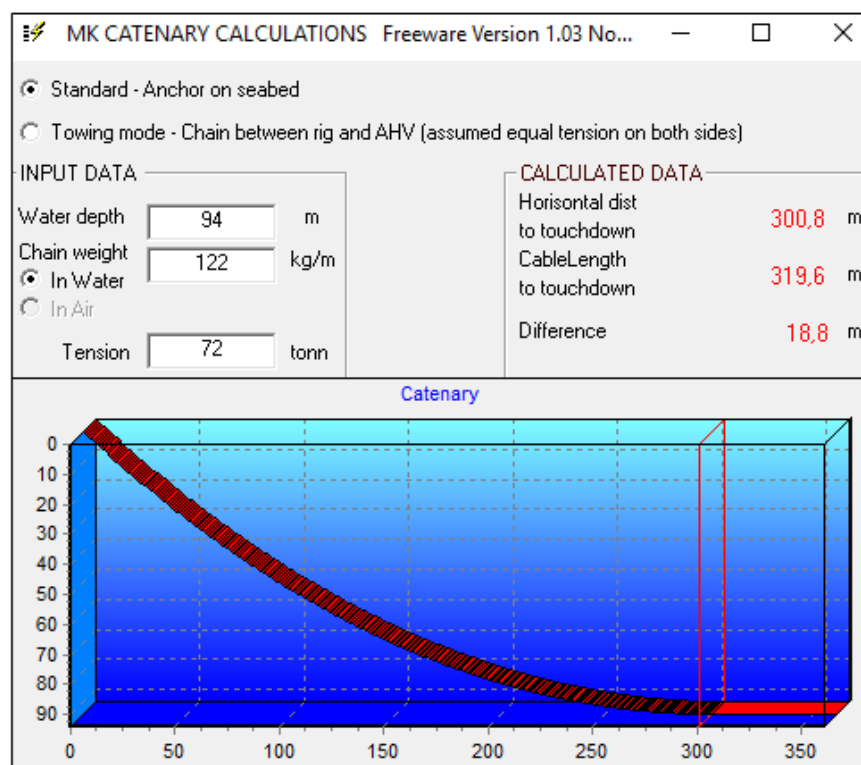 MK CATENARY CALCULATIONS Freeware Version 1.03 No...
Standard - Anchor on seabed
Towing mode - Chain between rig and AHV (assumed equal tension on both sides)
INPUT DATA
Water depth 94 m
Chain weight 122 kg/m
In Water
In Air
Tension 72 tonn
CALCULATED DATA
Horisontal dist
to touchdown 300,8 m
CableLength
to touchdown 319,6 m
Difference 18,8 m
Catenary
0
10
20
30
40
50
60
70
80
90
0 50 100 150 200 250 300 350